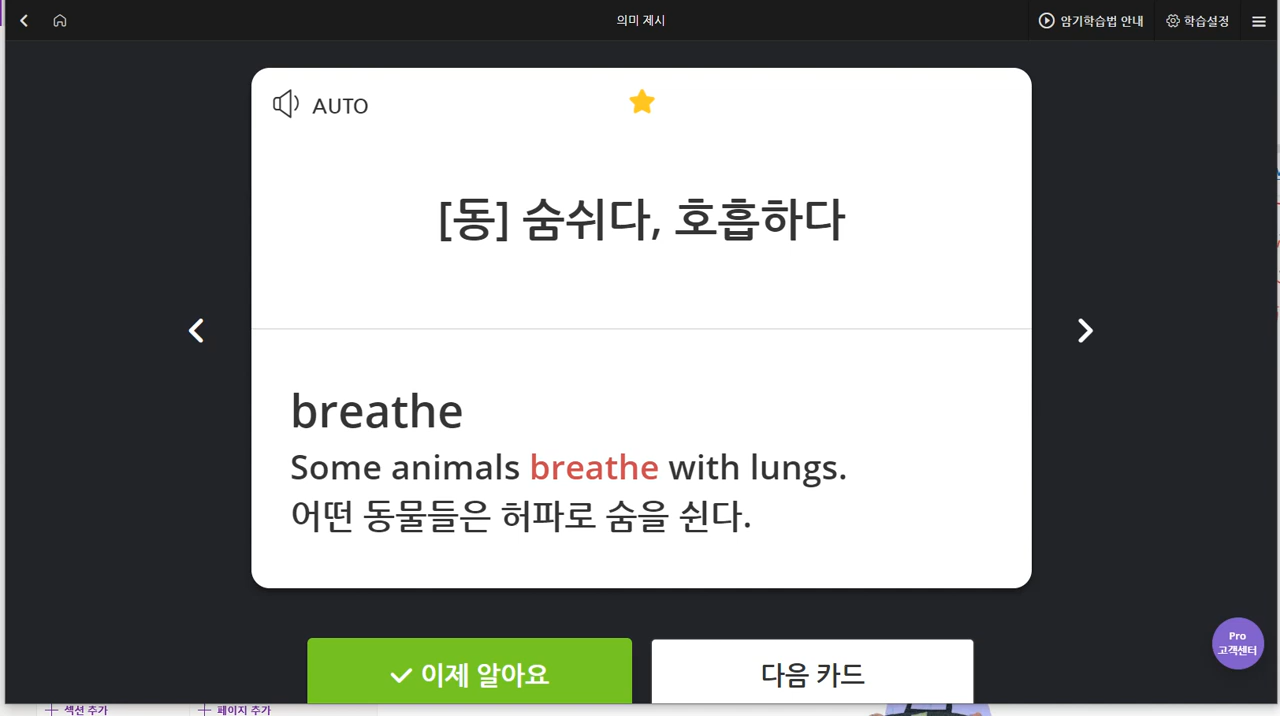 의미 제시
암기학습법 안내
학습설정
AUTO
[동] 숨쉬다, 호흡하다
breathe
Some animals breathe with lungs.
어떤 동물들은 허파로 숨을 쉰다.
이제 알아요
다음 카드
Pro
고객센터
섹션 추가
페이지 추가